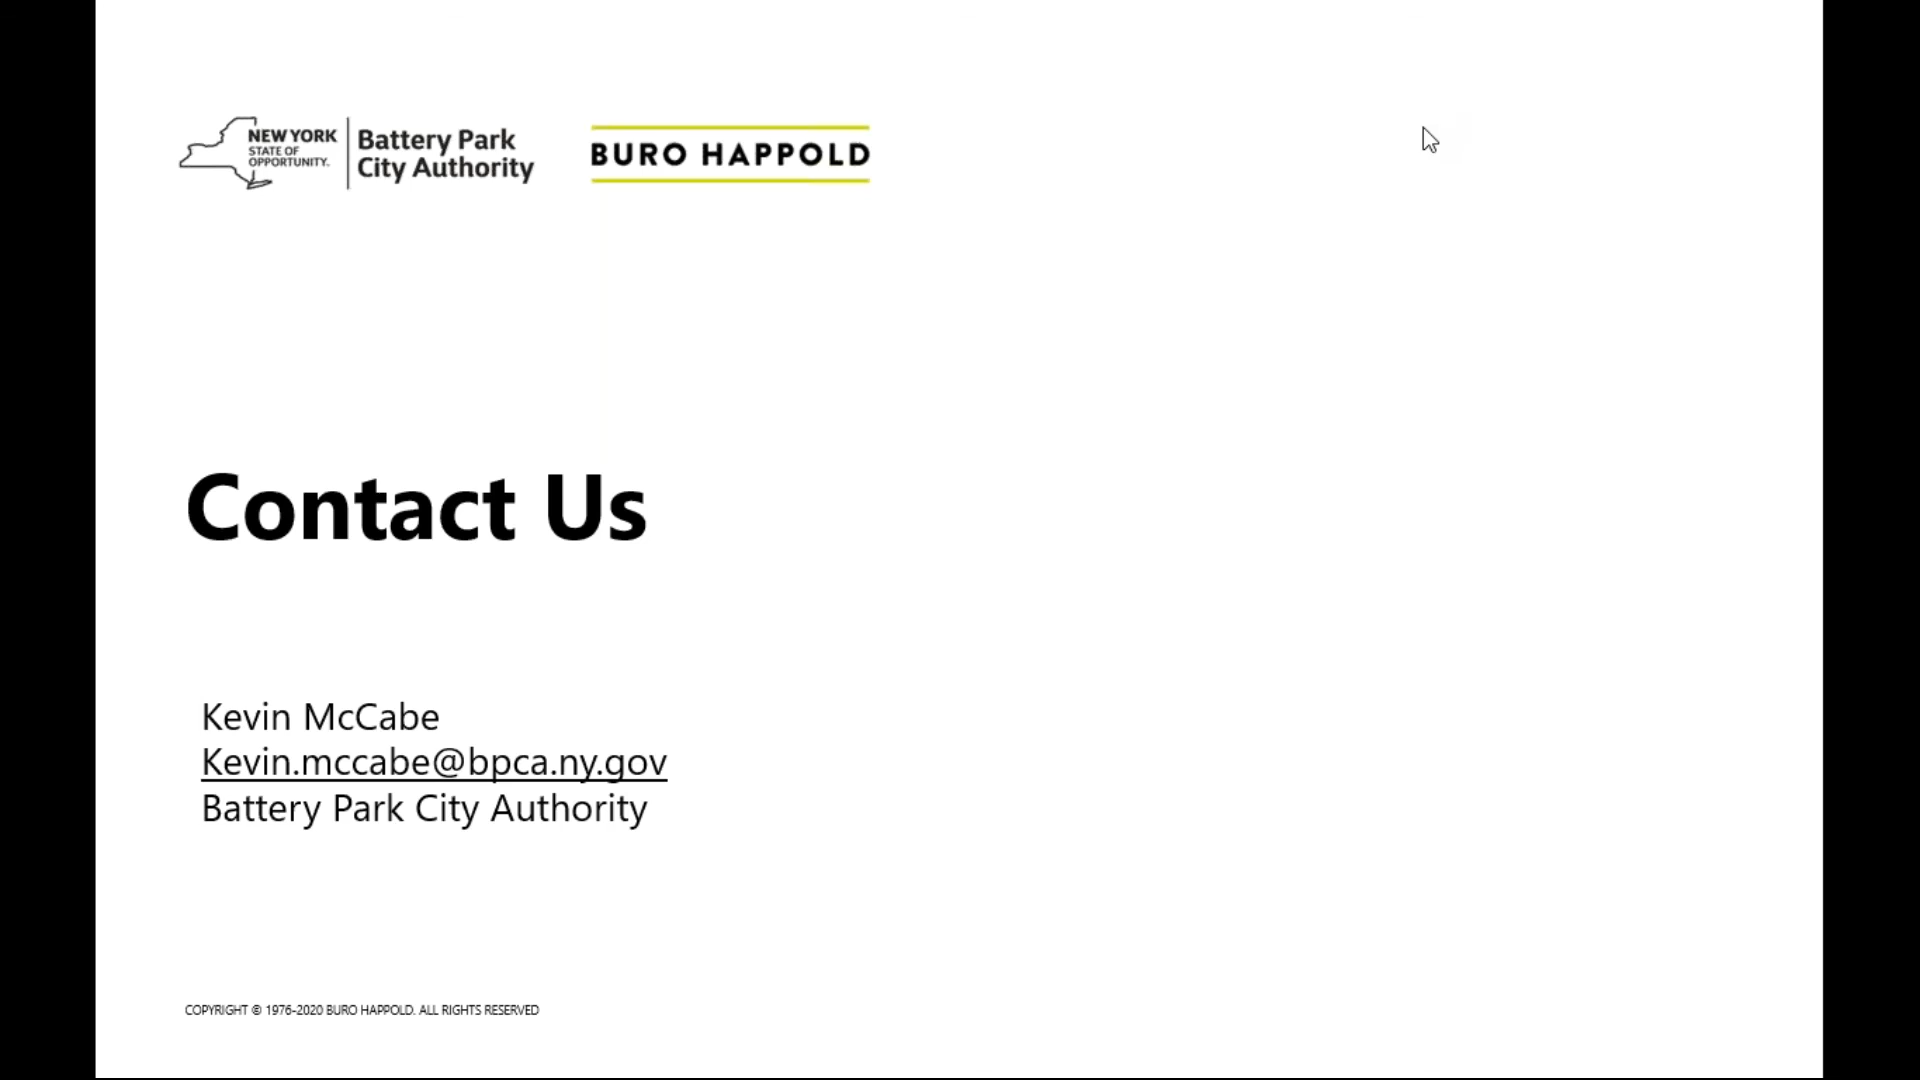 NEW YORK
STATE OF
OPPORTUNITY.
Battery Park
City Authority
BURO HAPPOLD
Contact Us
Kevin McCabe
Kevin.mccabe@bpca.ny.gov
Battery Park City Authority
COPYRIGHT © 1976-2020 BURO HAPPOLD. ALL RIGHTS RESERVED